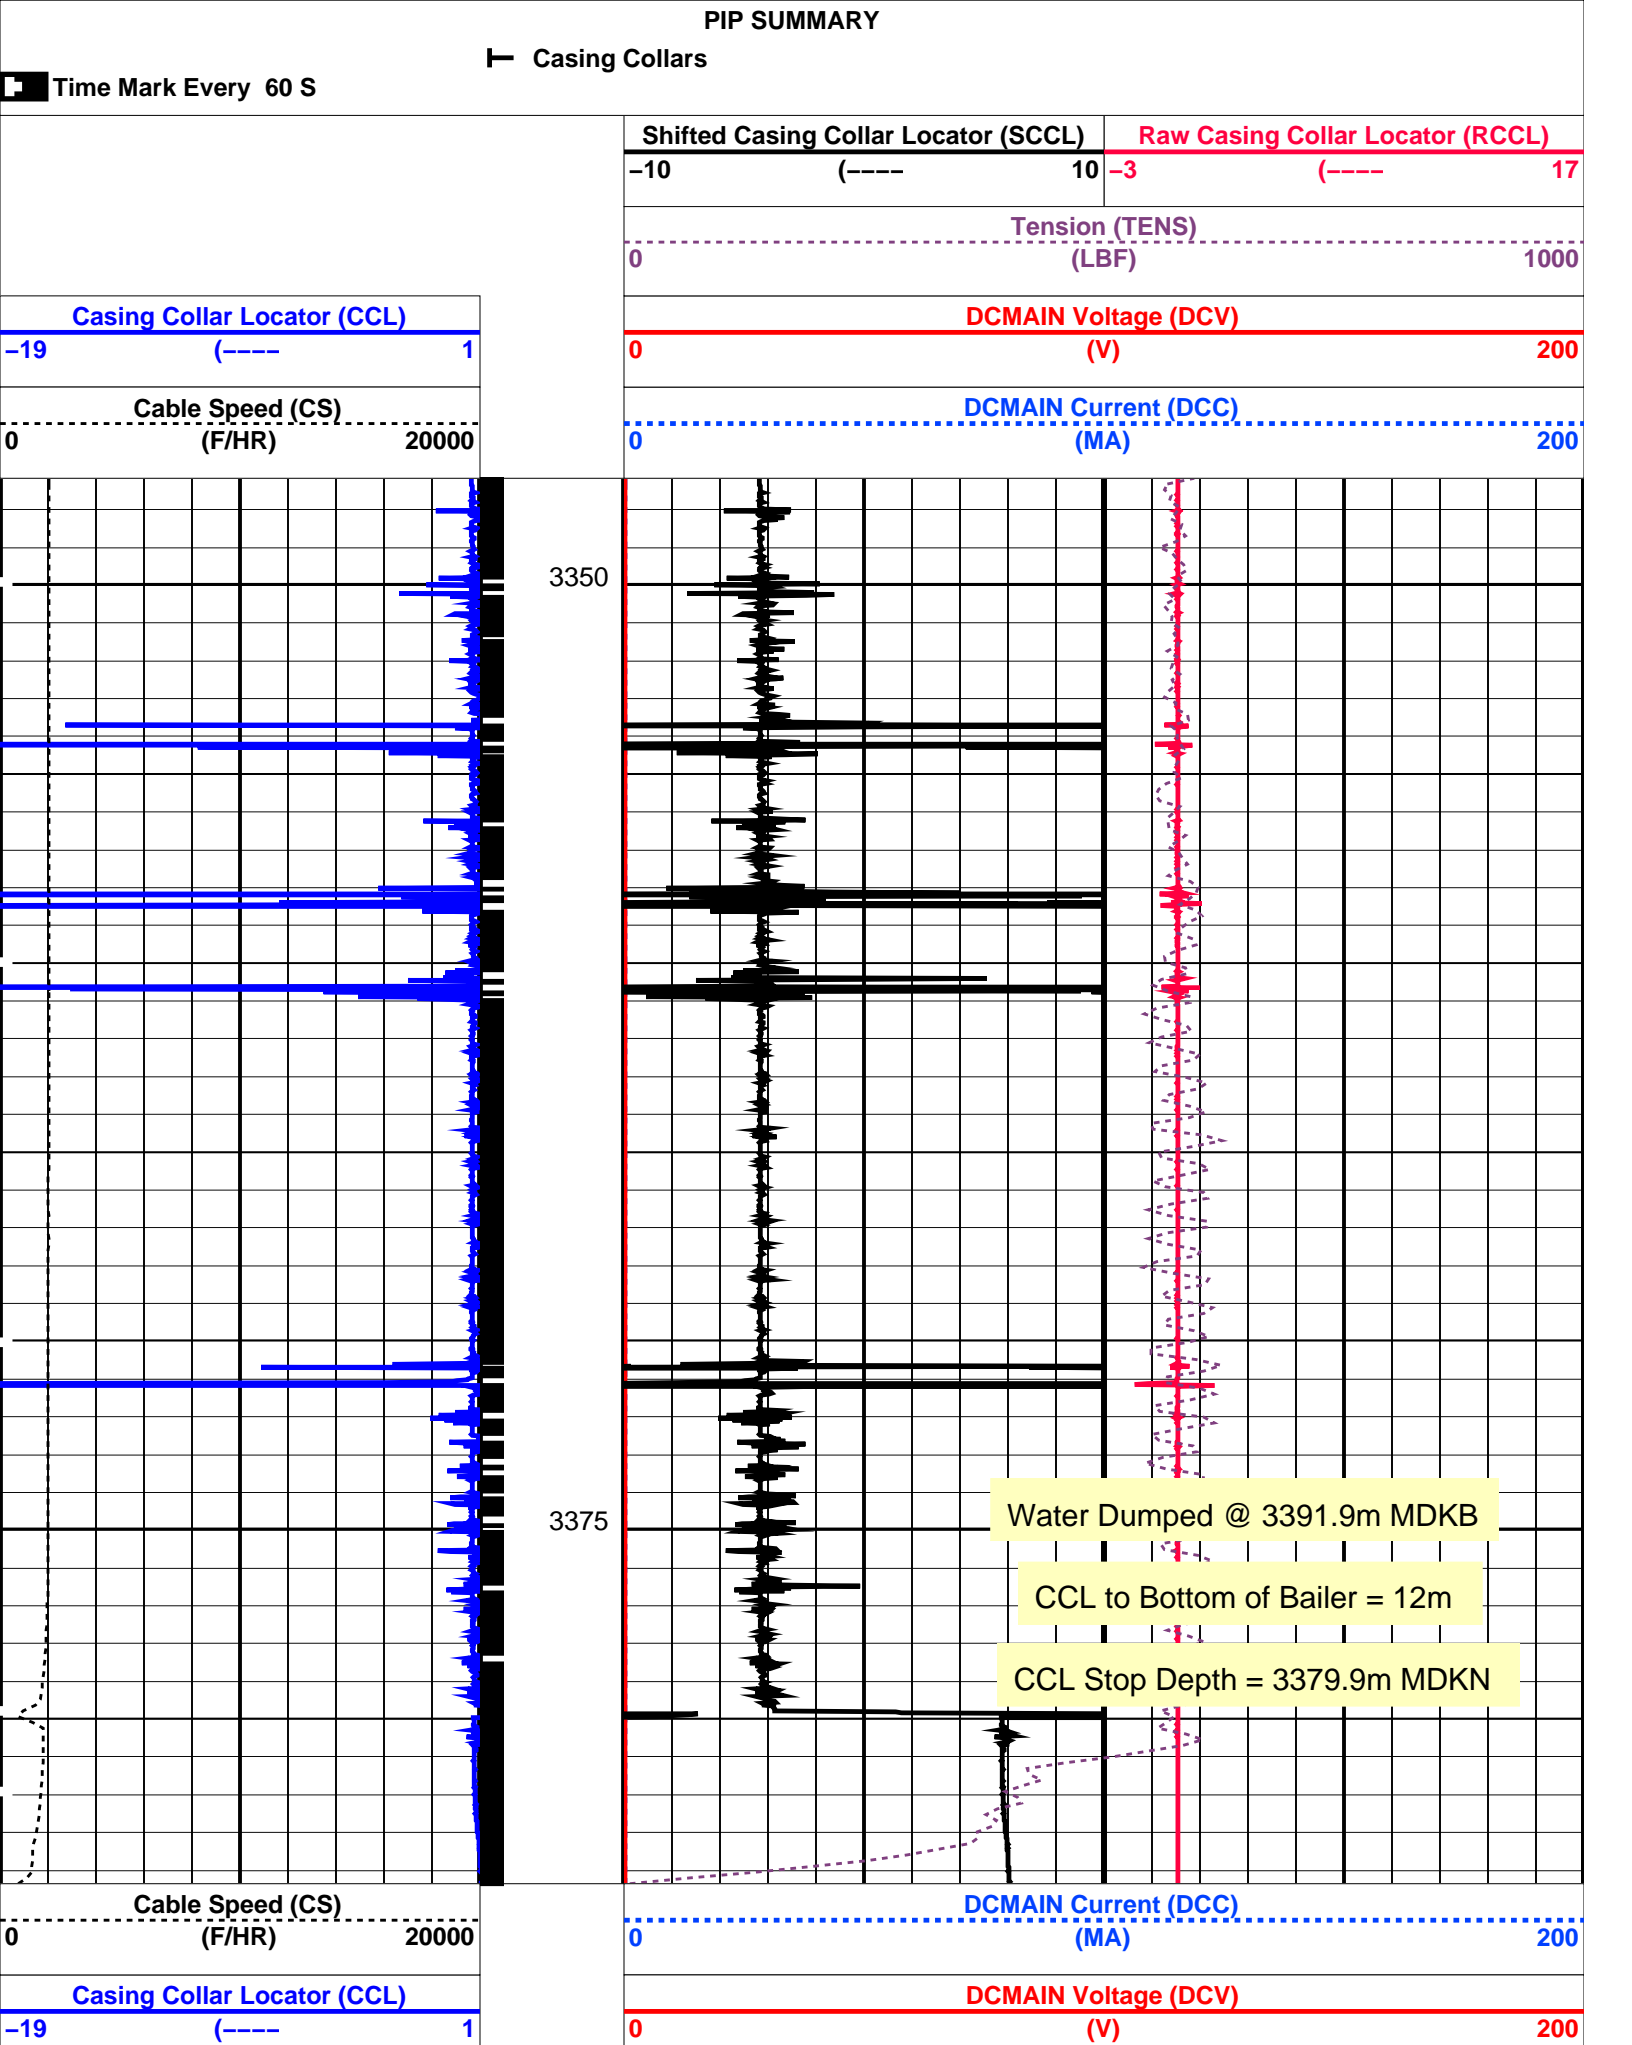 PIP SUMMARY
Casing Collars
Time Mark Every 60 S
Shifted Casing Collar Locator (SCCL) Raw Casing Collar Locator (RCCL)
−10 (−−−− 10 −3 (−−−− 17
Tension (TENS)
0 (LBF) 1000
Casing Collar Locator (CCL) DCMAIN Voltage (DCV)
−19 (−−−− 1 0 (V) 200
Cable Speed (CS) DCMAIN Current (DCC)
0 (F/HR) 20000 0 (MA) 200
3350
3375
Water Dumped @ 3391.9m MDKB
CCL to Bottom of Bailer = 12m
CCL Stop Depth = 3379.9m MDKN
Cable Speed (CS) DCMAIN Current (DCC)
0 (F/HR) 20000 0 (MA) 200
Casing Collar Locator (CCL) DCMAIN Voltage (DCV)
−19 (−−−− 1 0 (V) 200